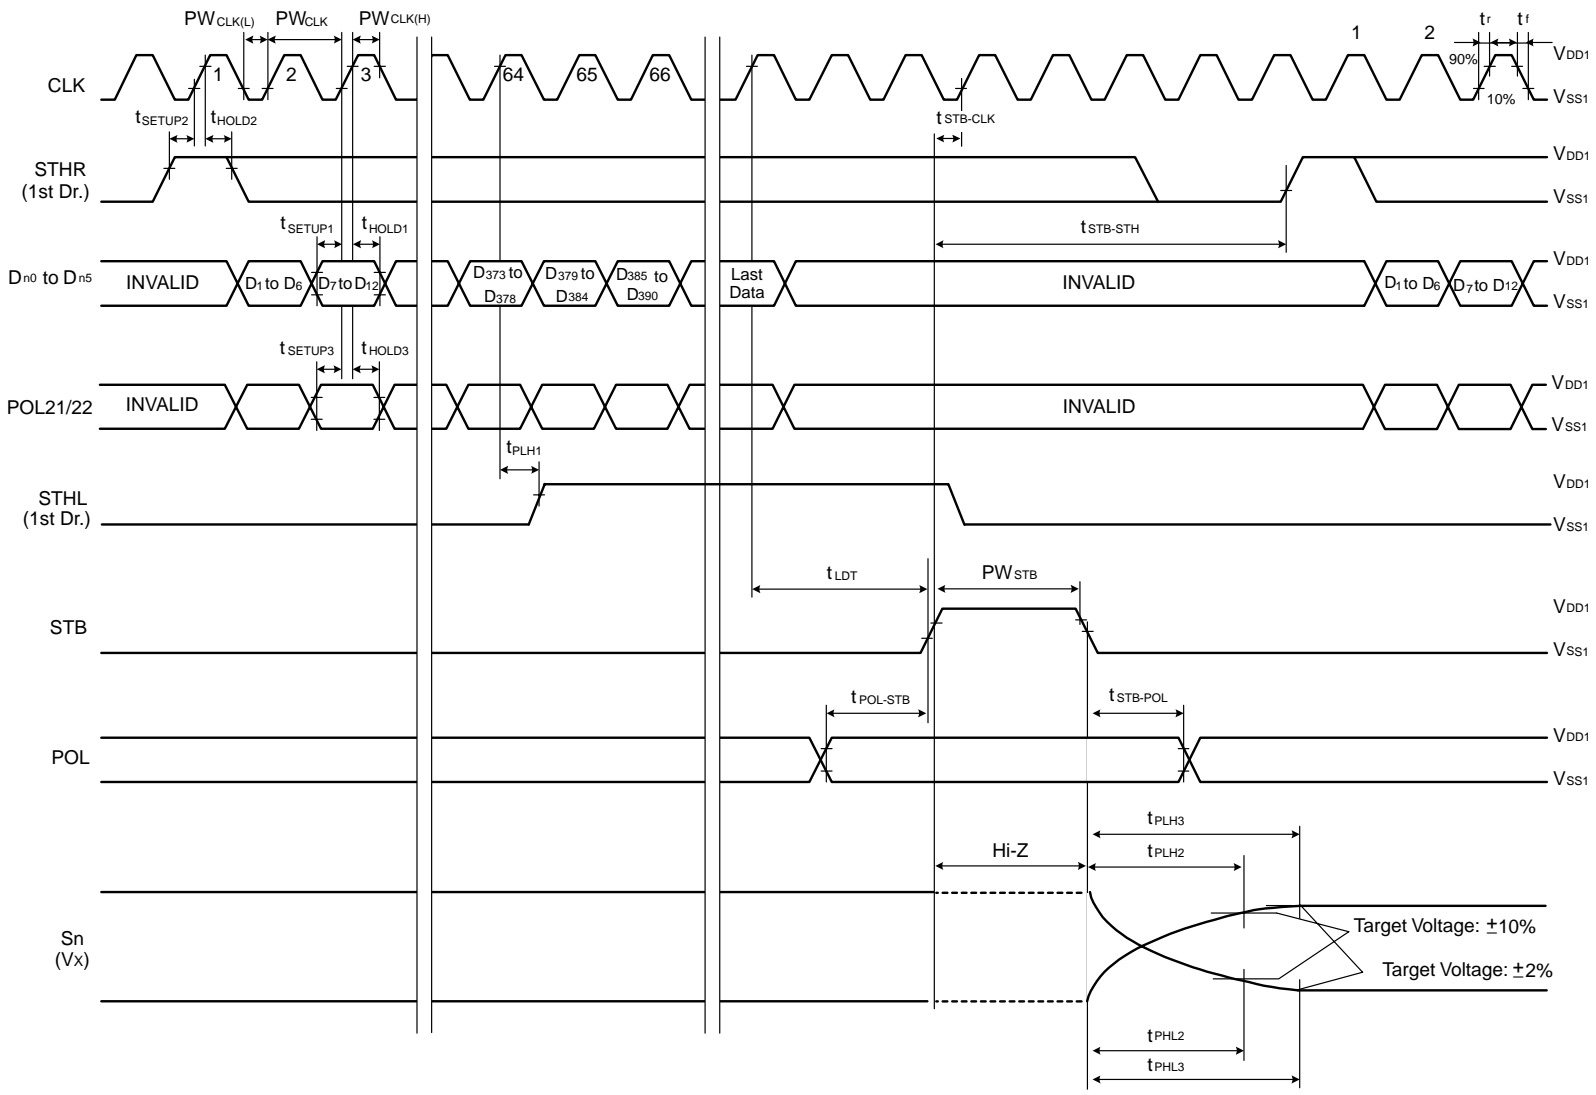 PWCLK(L) PWCLK PWCLK(H) 1 2 tr tf
CLK 1 2 3 64 65 66 90% 10% VDD1
VSS1
tSETUP2 tHOLD2 tSTB-CLK
STHR
(1st Dr.)
VDD1
VSS1
tSETUP1 tHOLD1 tSTB-STH
Dn0 to Dn5 INVALID D1 to D6 D7 to D12 D373 to D378 D379 to D384 D385 to D390 Last Data INVALID D1 to D6 D7 to D12 VDD1
VSS1
tSETUP3 tHOLD3
POL21/22 INVALID INVALID VDD1
VSS1
tPLH1
STHL
(1st Dr.)
VDD1
VSS1
tLDT PWSTB
STB VDD1
VSS1
tPOL-STB tSTB-POL
POL VDD1
VSS1
tPLH3
Hi-Z tPLH2
Sn
(VX)
Target Voltage: ±10%
Target Voltage: ±2%
tPHL2
tPHL3